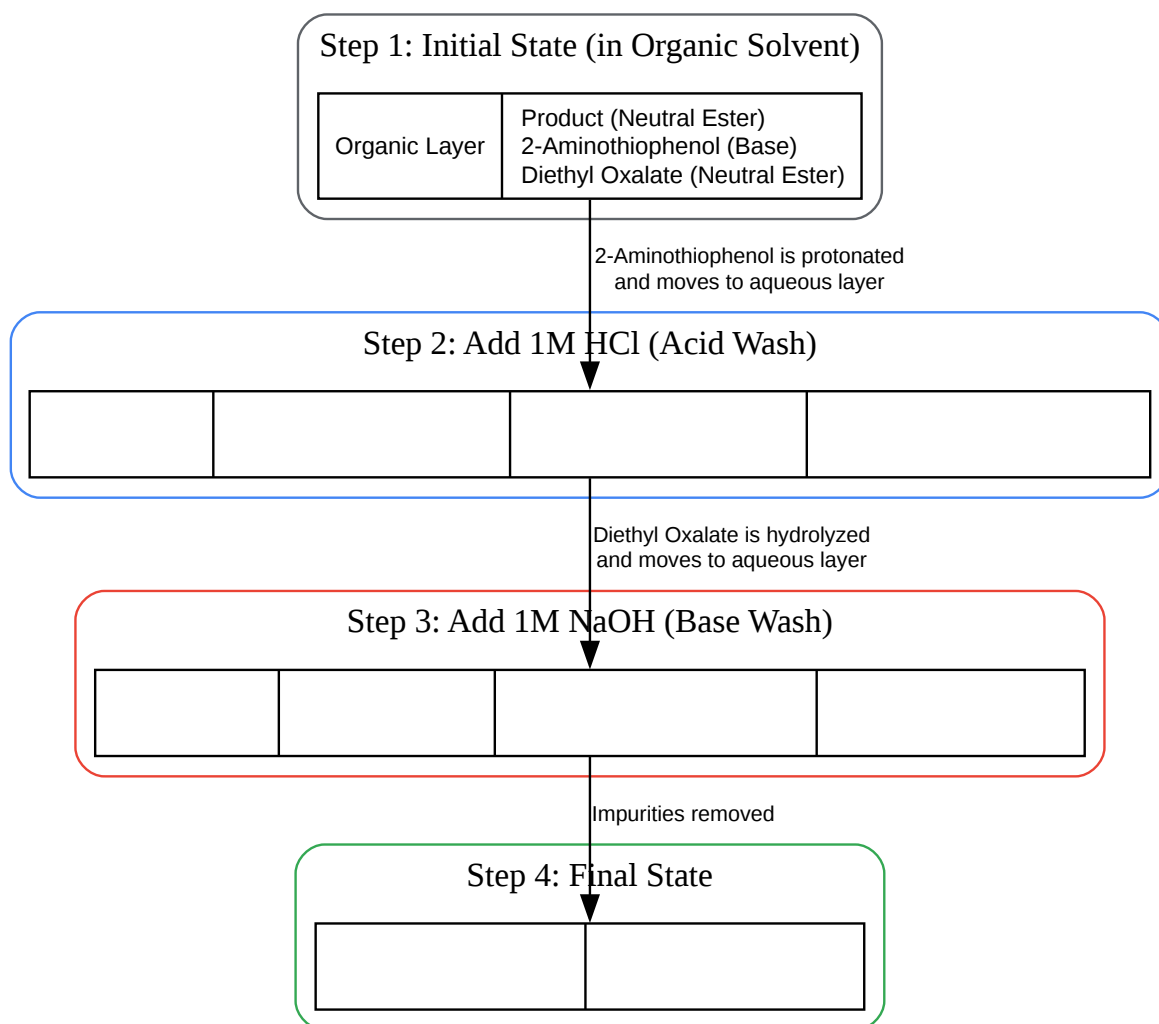 Step 1: Initial State (in Organic Solvent)
Organic Layer
Product (Neutral Ester)
2-Aminothiophenol (Base)
Diethyl Oxalate (Neutral Ester)
2-Aminothiophenol is protonated
and moves to aqueous layer
Step 2: Add 1M HCl (Acid Wash)
Diethyl Oxalate is hydrolyzed
and moves to aqueous layer
Step 3: Add 1M NaOH (Base Wash)
Impurities removed
Step 4: Final State